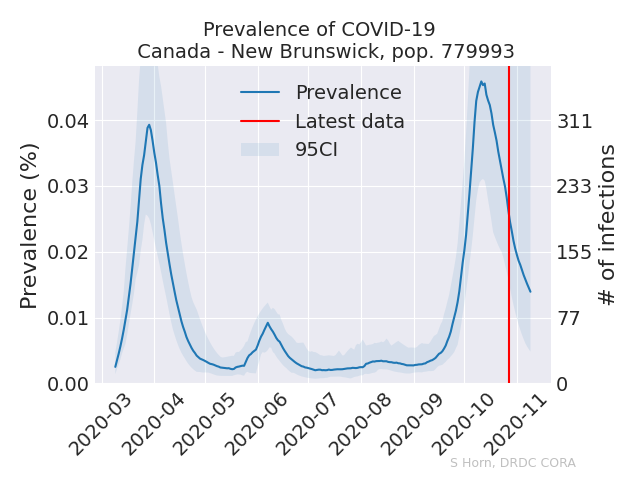 Prevalence of COVID-19
Canada - New Brunswick, pop. 779993
Prevalence
Latest data
95CI
Prevalence (%)
0.04
0.03
0.02
0.01
0.00
311
233
155
77
0
# of infections
2020-03
2020-04
2020-05
2020-06
2020-07
2020-08
2020-09
2020-10
2020-11
S Horn, DRDC CORA